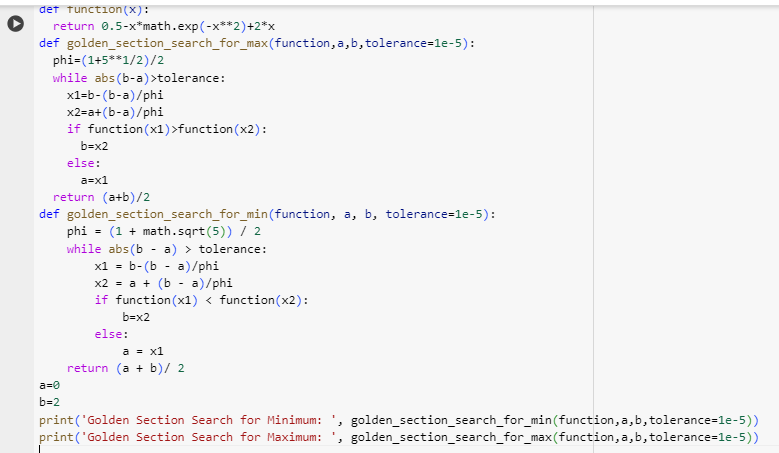 def function(x):
  return 0.5-x*math.exp(-x**2)+2*x
def golden_section_search_for_max(function,a,b,tolerance=1e-5):
  phi=(1+5**1/2)/2
  while abs(b-a)>tolerance:
    x1=b-(b-a)/phi
    x2=a+(b-a)/phi
    if function(x1)>function(x2):
      b=x2
    else:
      a=x1
  return (a+b)/2
def golden_section_search_for_min(function, a, b, tolerance=1e-5):
    phi = (1 + math.sqrt(5)) / 2
    while abs(b - a) > tolerance:
        x1 = b-(b - a)/phi
        x2 = a + (b - a)/phi
        if function(x1) < function(x2):
            b=x2
        else:
            a = x1
    return (a + b)/ 2
a=0
b=2
print('Golden Section Search for Minimum: ', golden_section_search_for_min(function,a,b,tolerance=1e-5))
print('Golden Section Search for Maximum: ', golden_section_search_for_max(function,a,b,tolerance=1e-5))